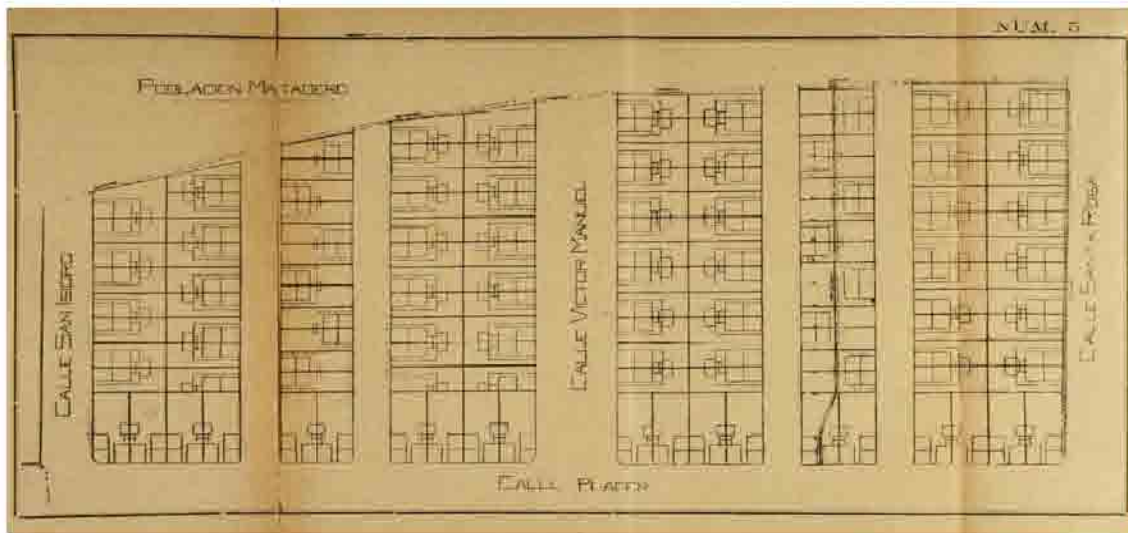 NUM. 5
POBLACION MATADERO
CALLE SAN ISIDRO
CALLE VICTOR MANUEL
CALLE SANTA ROSA
CALLE PLACER